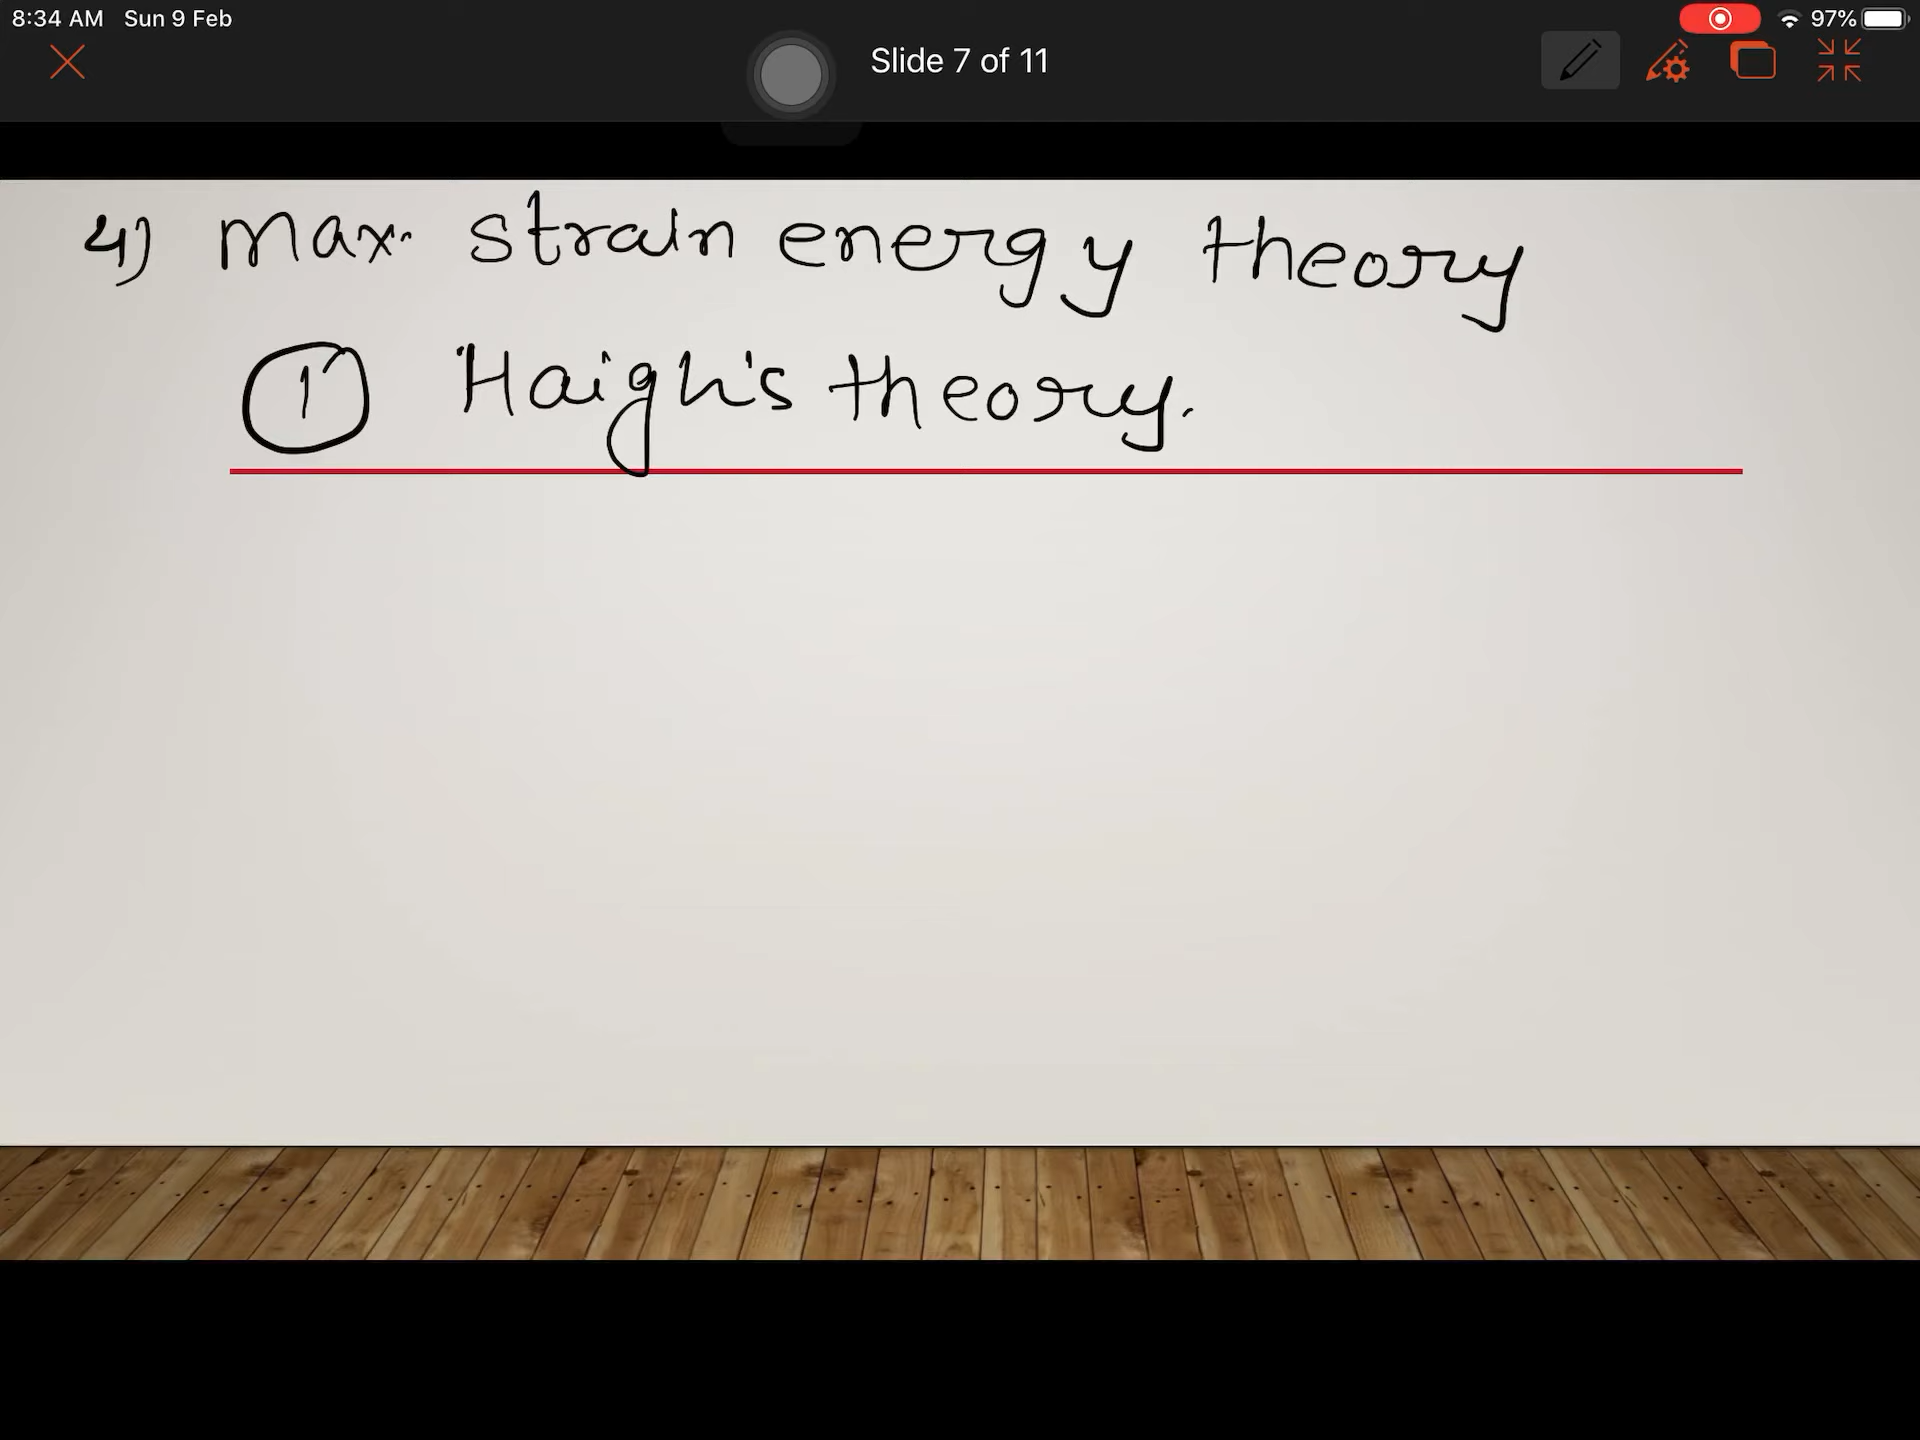 8:34 AM Sun 9 Feb
97%
Slide 7 of 11
4) Max. strain energy theory
① Haigh's theory.